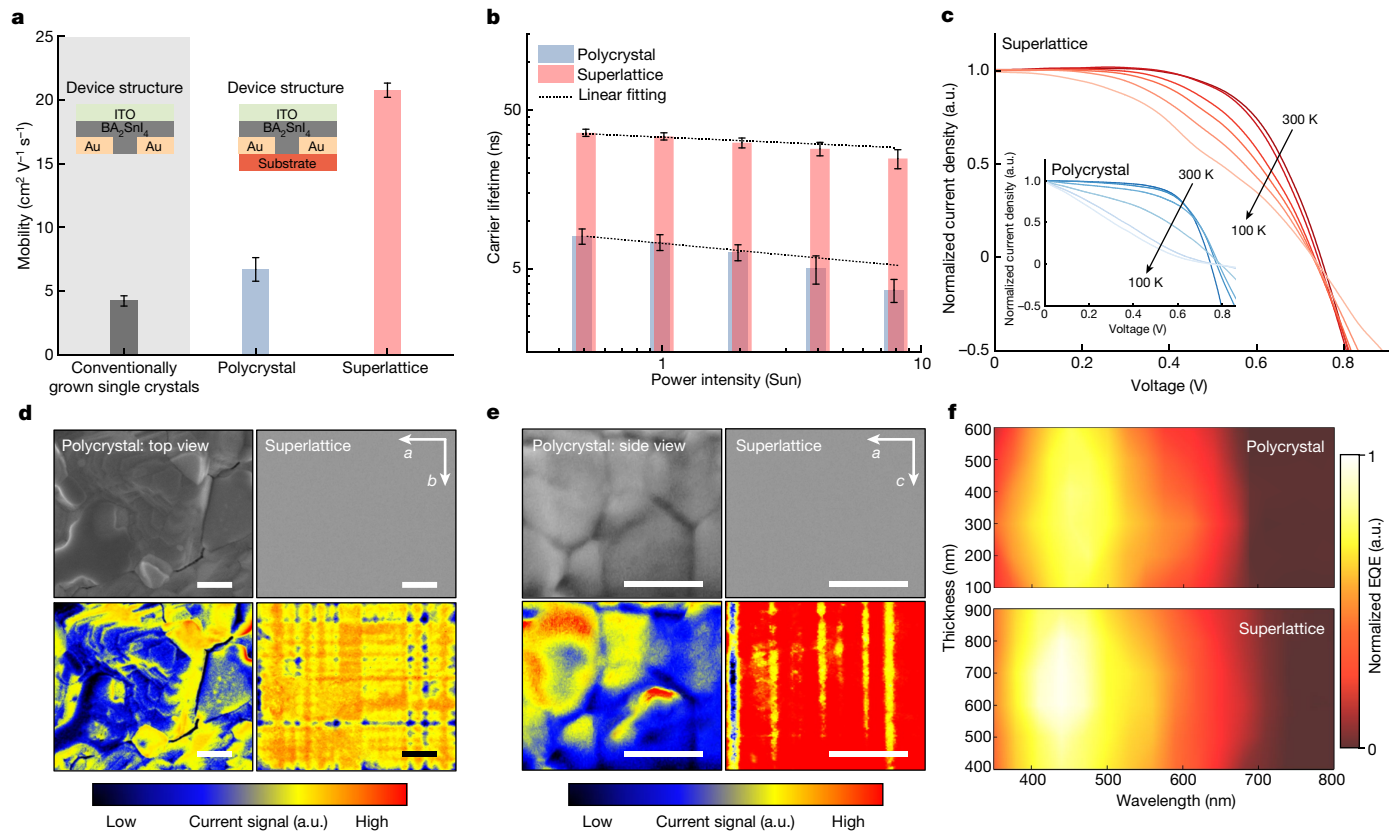 a
25
20
15
10
5
0
Mobility (cm² V⁻¹ s⁻¹)
Device structure
ITO
BA₂SnI₄
Au
Au
Device structure
ITO
BA₂SnI₄
Au
Au
Substrate
Conventionally
grown single crystals
Polycrystal
Superlattice
b
Polycrystal
Superlattice
Linear fitting
50
5
Carrier lifetime (ns)
1
10
Power intensity (Sun)
c
Superlattice
1.0
0.5
0
–0.5
Normalized current density (a.u.)
300 K
100 K
0
0.2
0.4
0.6
0.8
Voltage (V)
Polycrystal
1.0
0.5
0
–0.5
Normalized current density (a.u.)
300 K
100 K
0
0.2
0.4
0.6
0.8
Voltage (V)
d
Polycrystal: top view
Superlattice
a
b
Low
Current signal (a.u.)
High
e
Polycrystal: side view
Superlattice
a
c
Low
Current signal (a.u.)
High
f
600
500
400
300
200
100
Polycrystal
900
800
700
600
500
400
Superlattice
Thickness (nm)
400
500
600
700
800
Wavelength (nm)
1
0
Normalized EQE (a.u.)